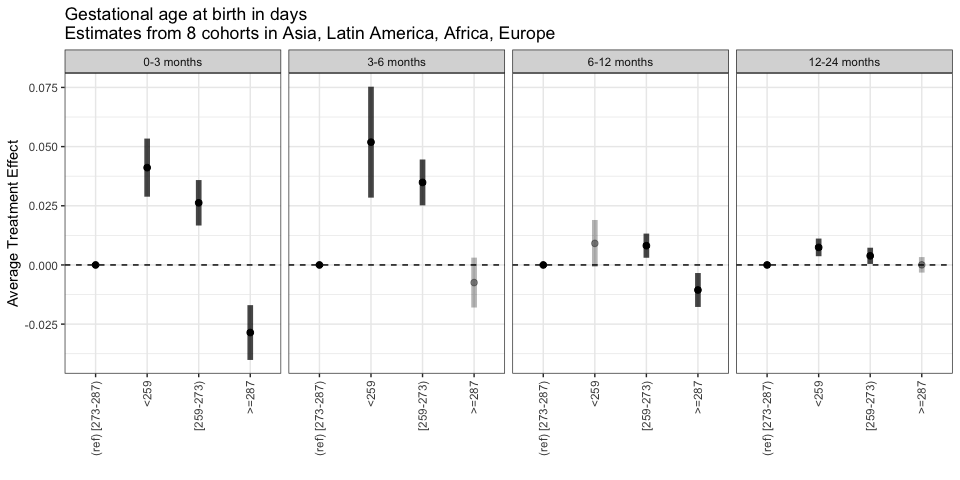 Gestational age at birth in days
Estimates from 8 cohorts in Asia, Latin America, Africa, Europe
0-3 months
3-6 months
6-12 months
12-24 months
Average Treatment Effect
0.075
0.050
0.025
0.000
-0.025
(ref) [273-287)
<259
[259-273)
>=287
(ref) [273-287)
<259
[259-273)
>=287
(ref) [273-287)
<259
[259-273)
>=287
(ref) [273-287)
<259
[259-273)
>=287